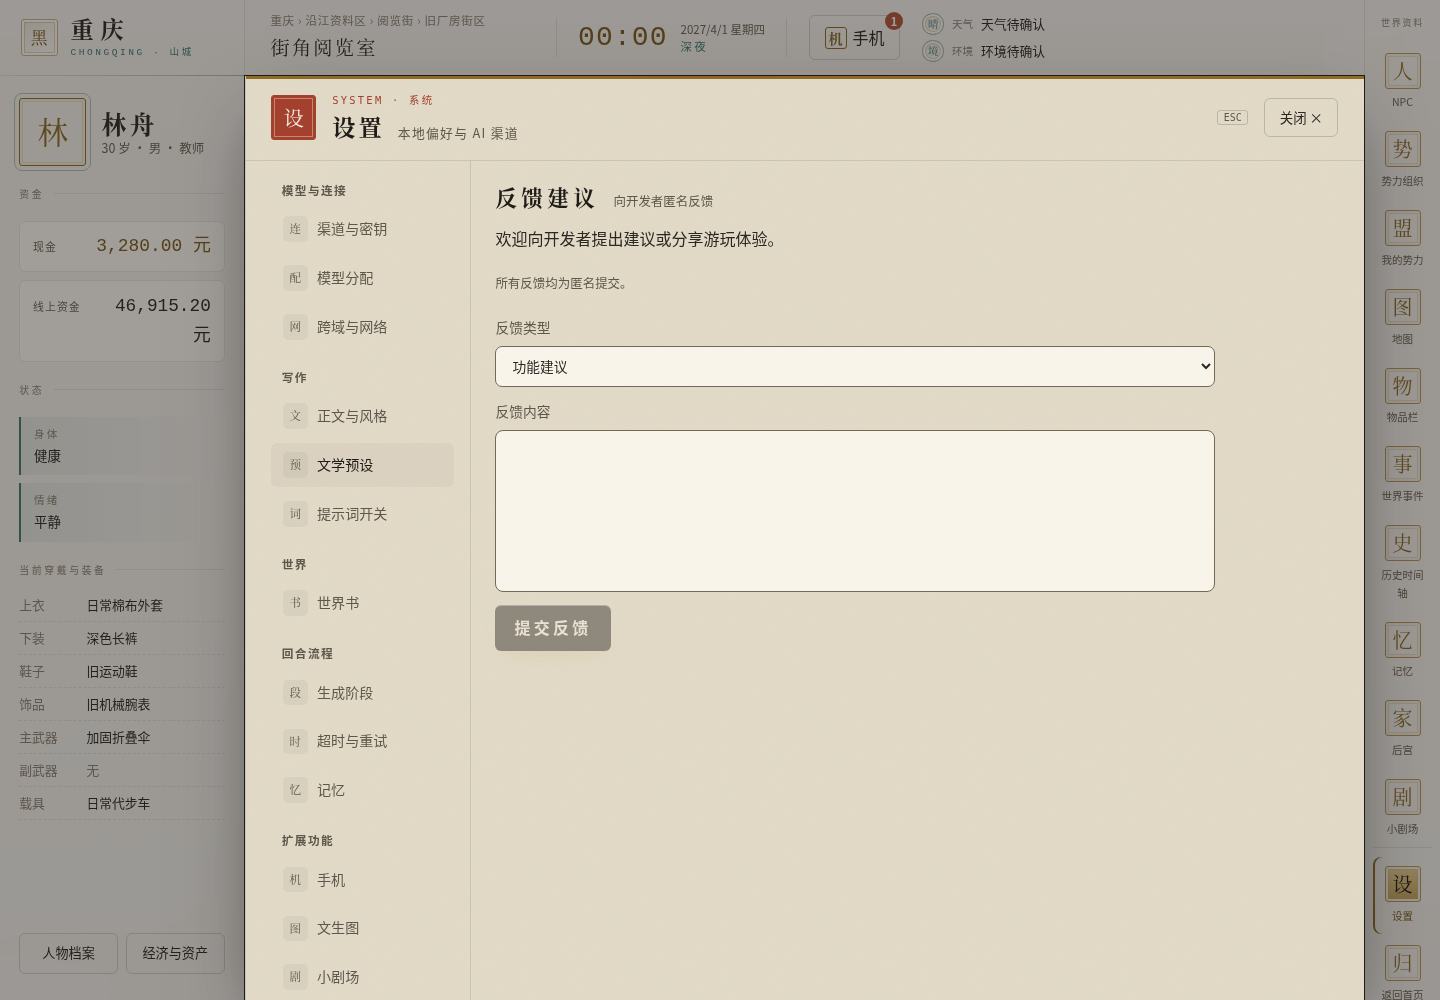 黑
重庆
CHONGQING · 山城
重庆 › 沿江资料区 › 阅览街 › 旧厂房街区
街角阅览室
00:00
2027/4/1 星期四
深夜
机 手机
1
晴 天气 天气待确认
境 环境 环境待确认
世界资料
林
林舟
30 岁 · 男 · 教师
资金
现金 3,280.00 元
线上资金 46,915.20
元
状态
身体
健康
情绪
平静
当前穿戴与装备
上衣 日常棉布外套
下装 深色长裤
鞋子 旧运动鞋
饰品 旧机械腕表
主武器 加固折叠伞
副武器 无
载具 日常代步车
人物档案
经济与资产
设
SYSTEM · 系统
设置 本地偏好与 AI 渠道
ESC
关闭 ×
模型与连接
连 渠道与密钥
配 模型分配
网 跨域与网络
写作
文 正文与风格
预 文学预设
词 提示词开关
世界
书 世界书
回合流程
段 生成阶段
时 超时与重试
忆 记忆
扩展功能
机 手机
图 文生图
剧 小剧场
反馈建议 向开发者匿名反馈
欢迎向开发者提出建议或分享游玩体验。
所有反馈均为匿名提交。
反馈类型
功能建议
反馈内容
提交反馈
人
NPC
势
势力组织
盟
我的势力
图
地图
物
物品栏
事
世界事件
史
历史时间
轴
忆
记忆
家
后宫
剧
小剧场
设
设置
归
返回首页